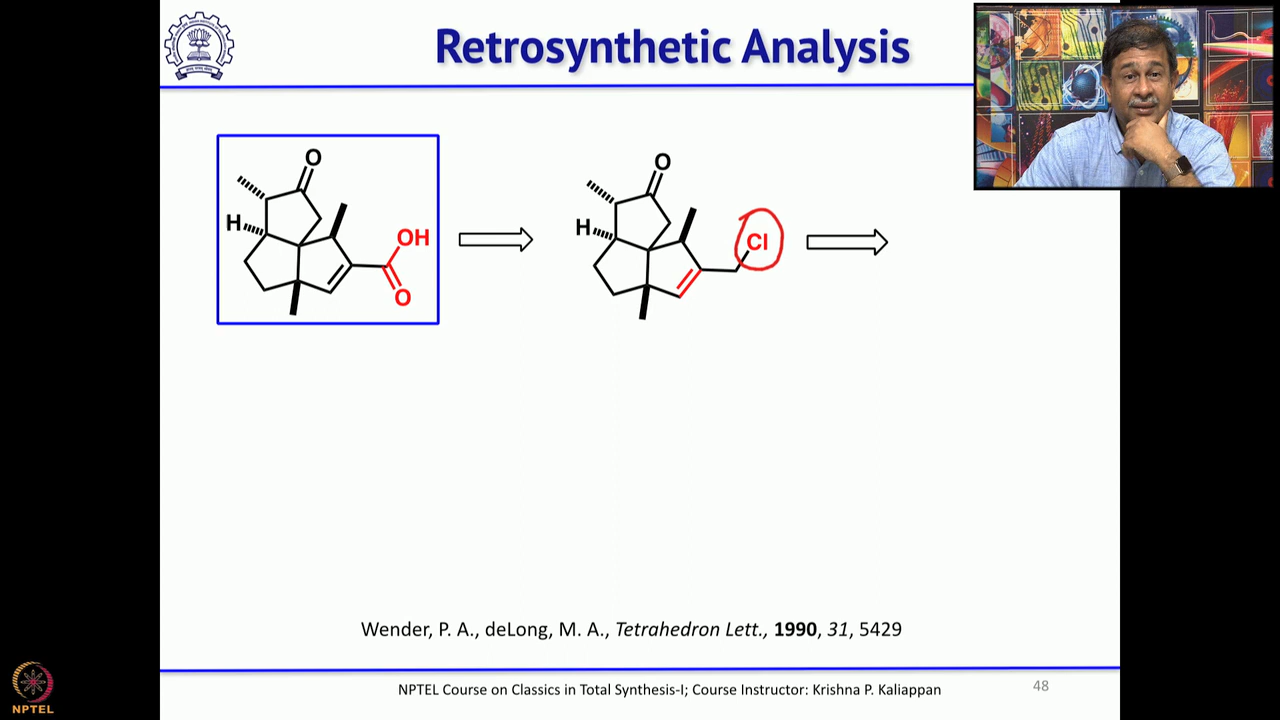 Retrosynthetic Analysis
O
H
OH
O
O
H
Cl
Wender, P. A., deLong, M. A., Tetrahedron Lett., 1990, 31, 5429
NPTEL Course on Classics in Total Synthesis-I; Course Instructor: Krishna P. Kaliappan
48
NPTEL